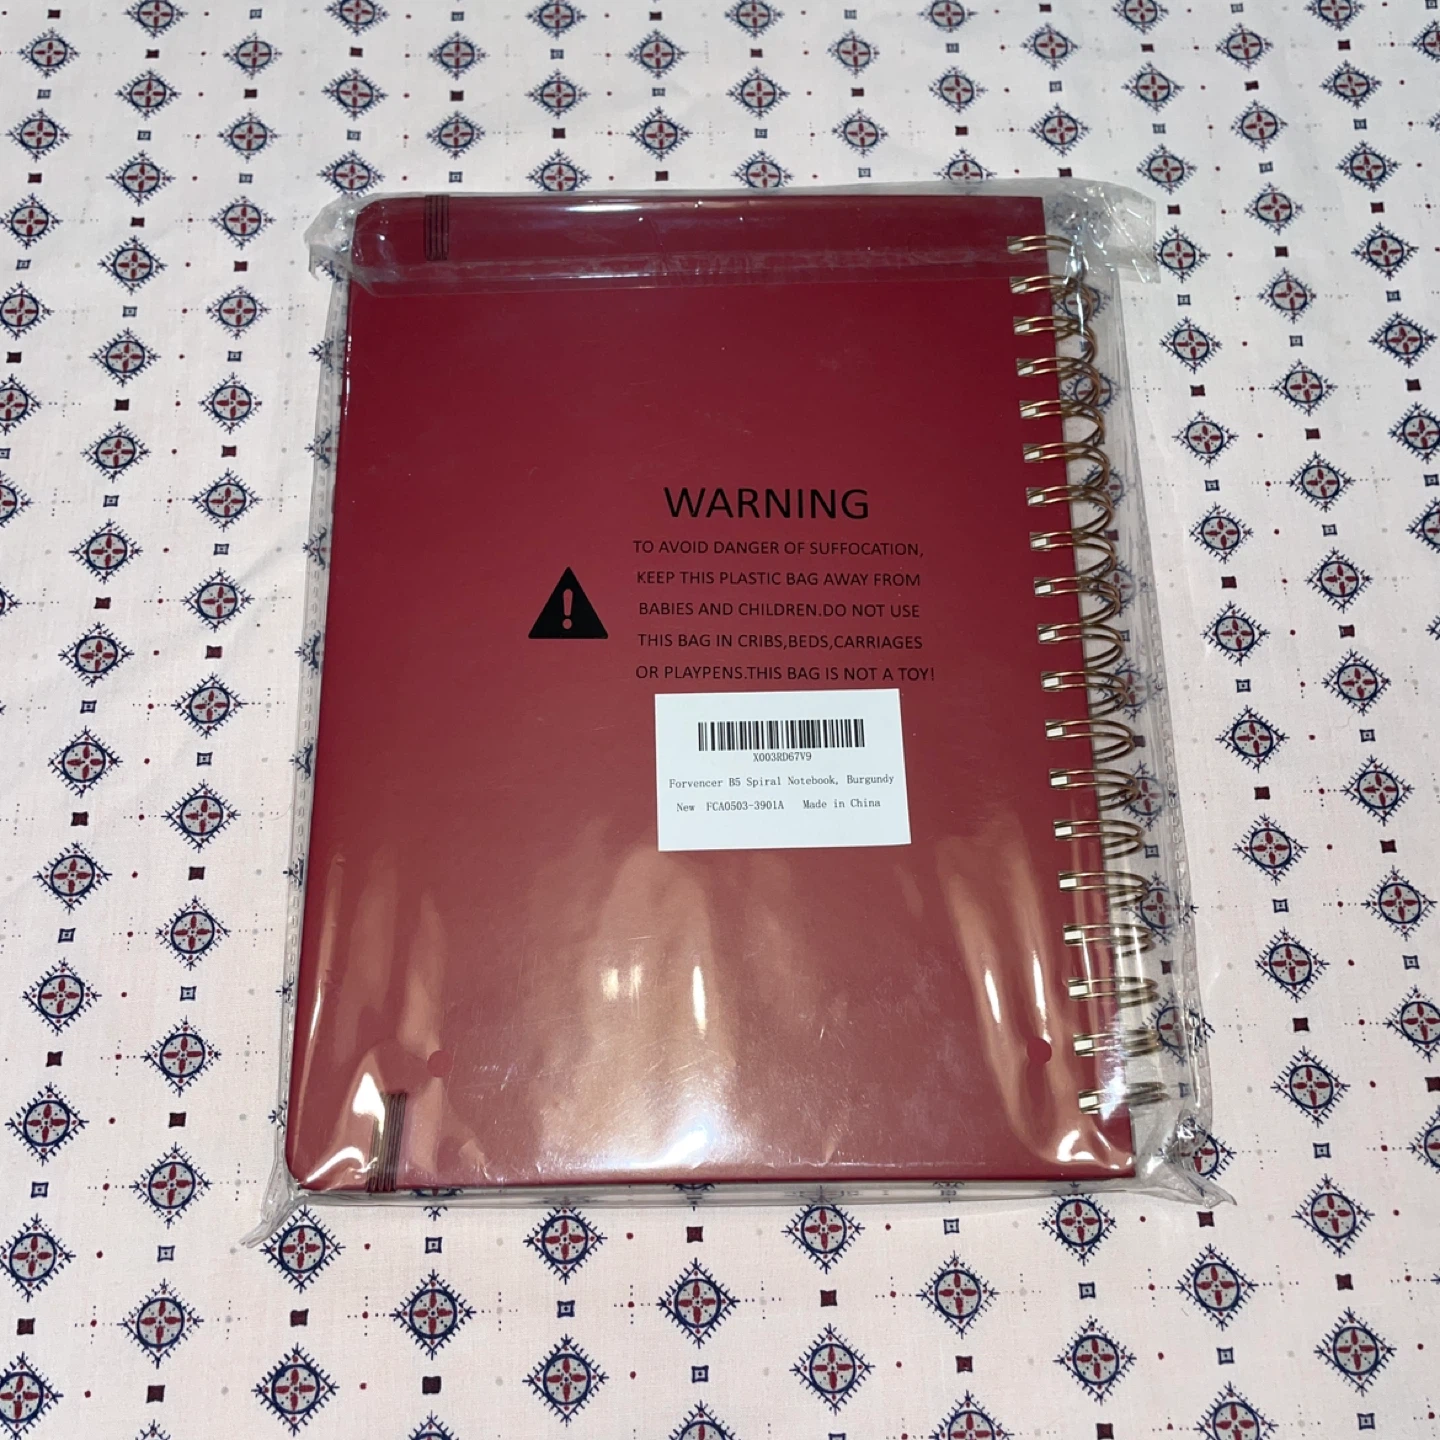 WARNING
TO AVOID DANGER OF SUFFOCATION,
KEEP THIS PLASTIC BAG AWAY FROM
BABIES AND CHILDREN.DO NOT USE
THIS BAG IN CRIBS,BEDS,CARRIAGES
OR PLAYPENS.THIS BAG IS NOT A TOY!
X003RD67V9
Forvencer B5 Spiral Notebook, Burgundy
New FCA0503-3901A Made in China